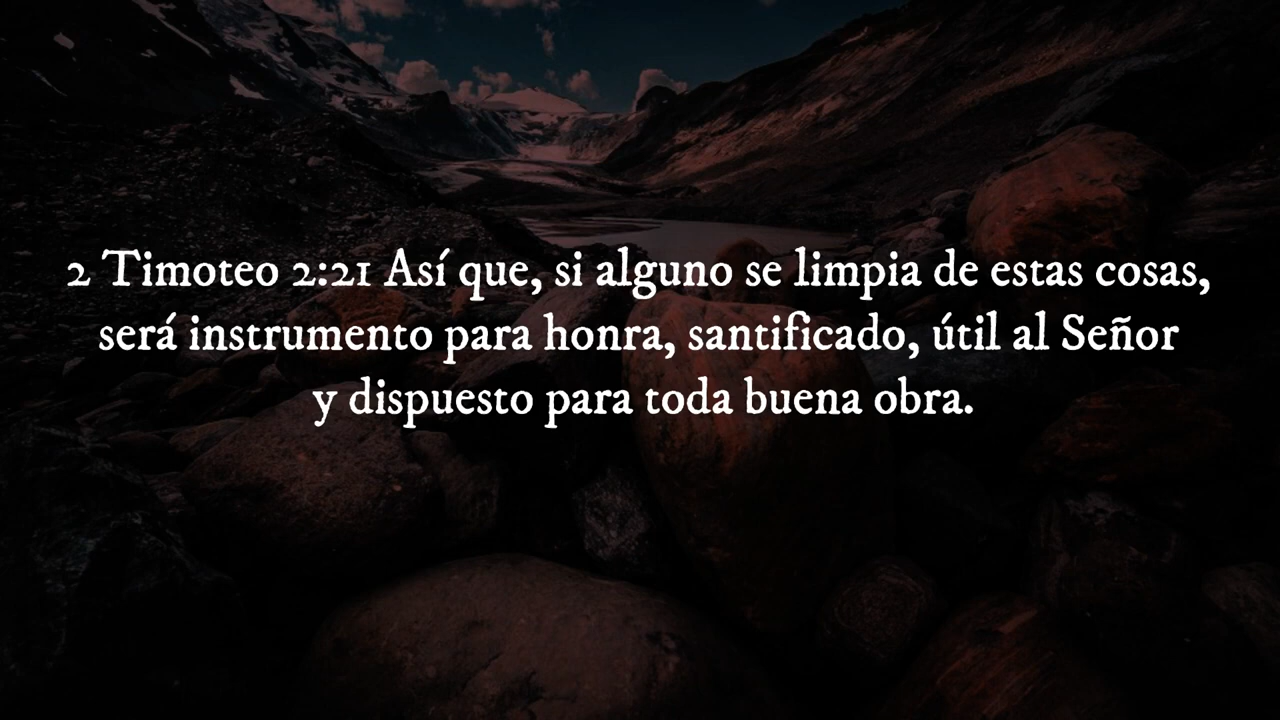 2 Timoteo 2:21 Así que, si alguno se limpia de estas cosas,
será instrumento para honra, santificado, útil al Señor
y dispuesto para toda buena obra.